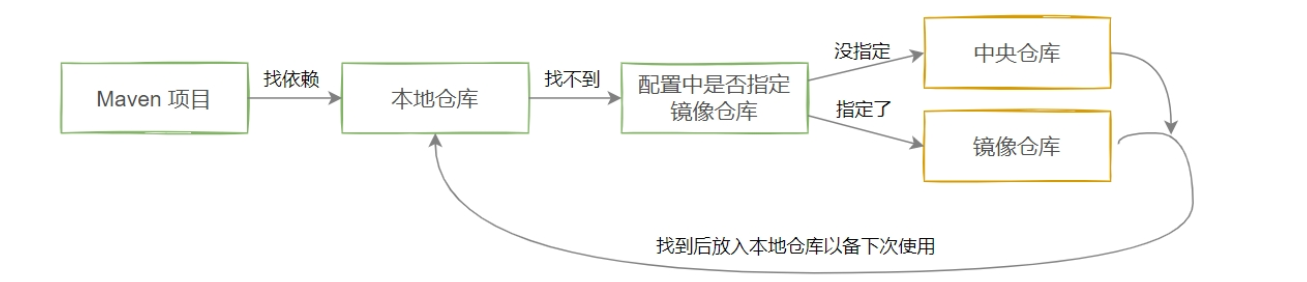 Maven 项目
找依赖
本地仓库
找不到
配置中是否指定
镜像仓库
没指定
中央仓库
指定了
镜像仓库
找到后放入本地仓库以备下次使用